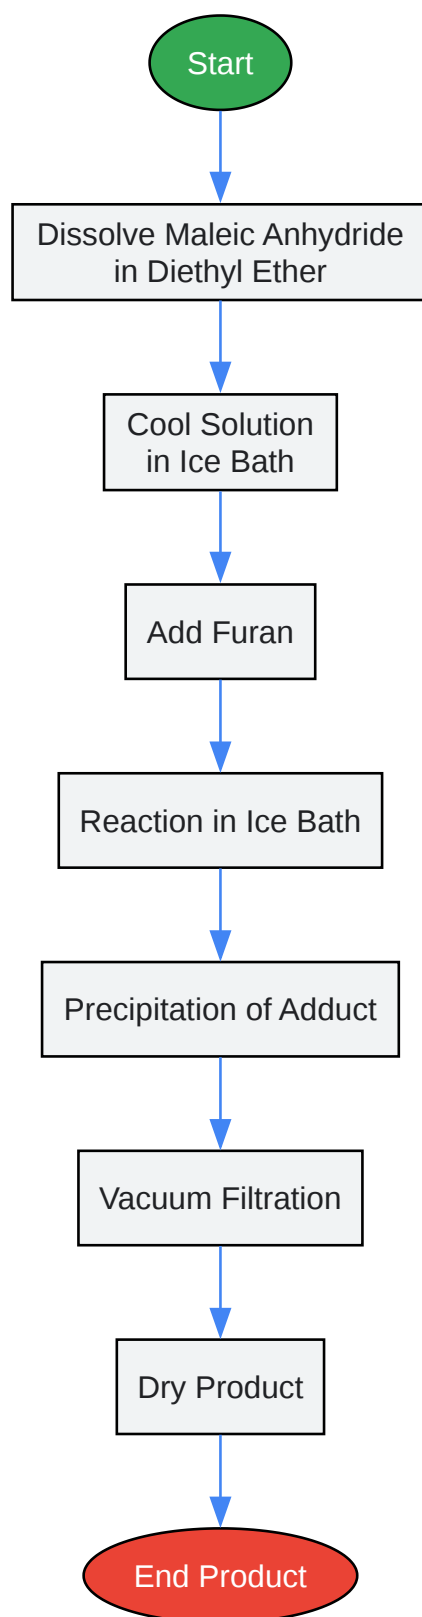 Start
Dissolve Maleic Anhydride
in Diethyl Ether
Cool Solution
in Ice Bath
Add Furan
Reaction in Ice Bath
Precipitation of Adduct
Vacuum Filtration
Dry Product
End Product